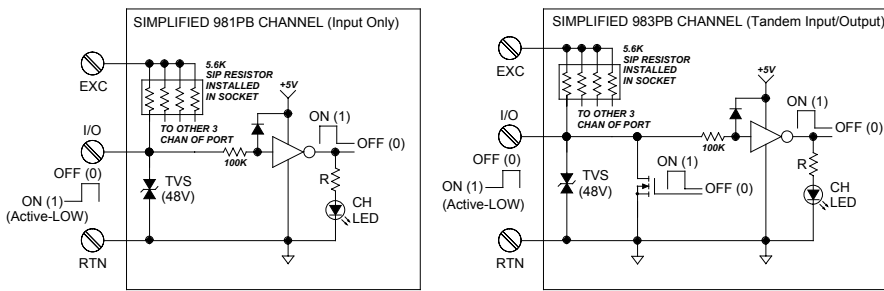 SIMPLIFIED 981PB CHANNEL (Input Only)
5.6K
SIP RESISTOR
INSTALLED
IN SOCKET
EXC
+5V
ON (1)
OFF (0)
TO OTHER 3
CHAN OF PORT
I/O
100K
OFF (0)
ON (1)
(Active-LOW)
TVS
(48V)
R
CH
LED
RTN
SIMPLIFIED 983PB CHANNEL (Tandem Input/Output)
5.6K
SIP RESISTOR
INSTALLED
IN SOCKET
EXC
+5V
ON (1)
OFF (0)
TO OTHER 3
CHAN OF PORT
I/O
100K
OFF (0)
ON (1)
(Active-LOW)
TVS
(48V)
ON (1)
OFF (0)
R
CH
LED
RTN